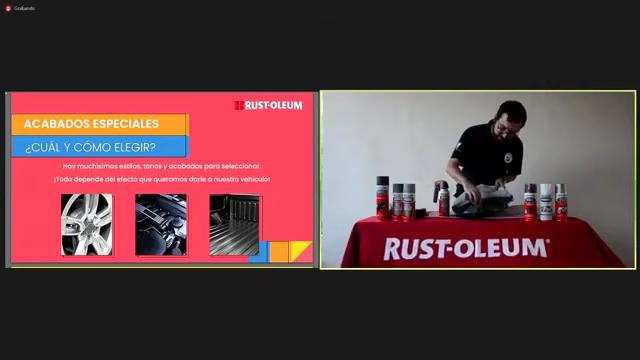 Grabando
RUST-OLEUM
ACABADOS ESPECIALES
¿CUÁL Y CÓMO ELEGIR?
Hay muchísimos estilos, tonos y acabados para seleccionar.
¡Todo depende del efecto que queramos darle a nuestro vehículo!
RUST-OLEUM